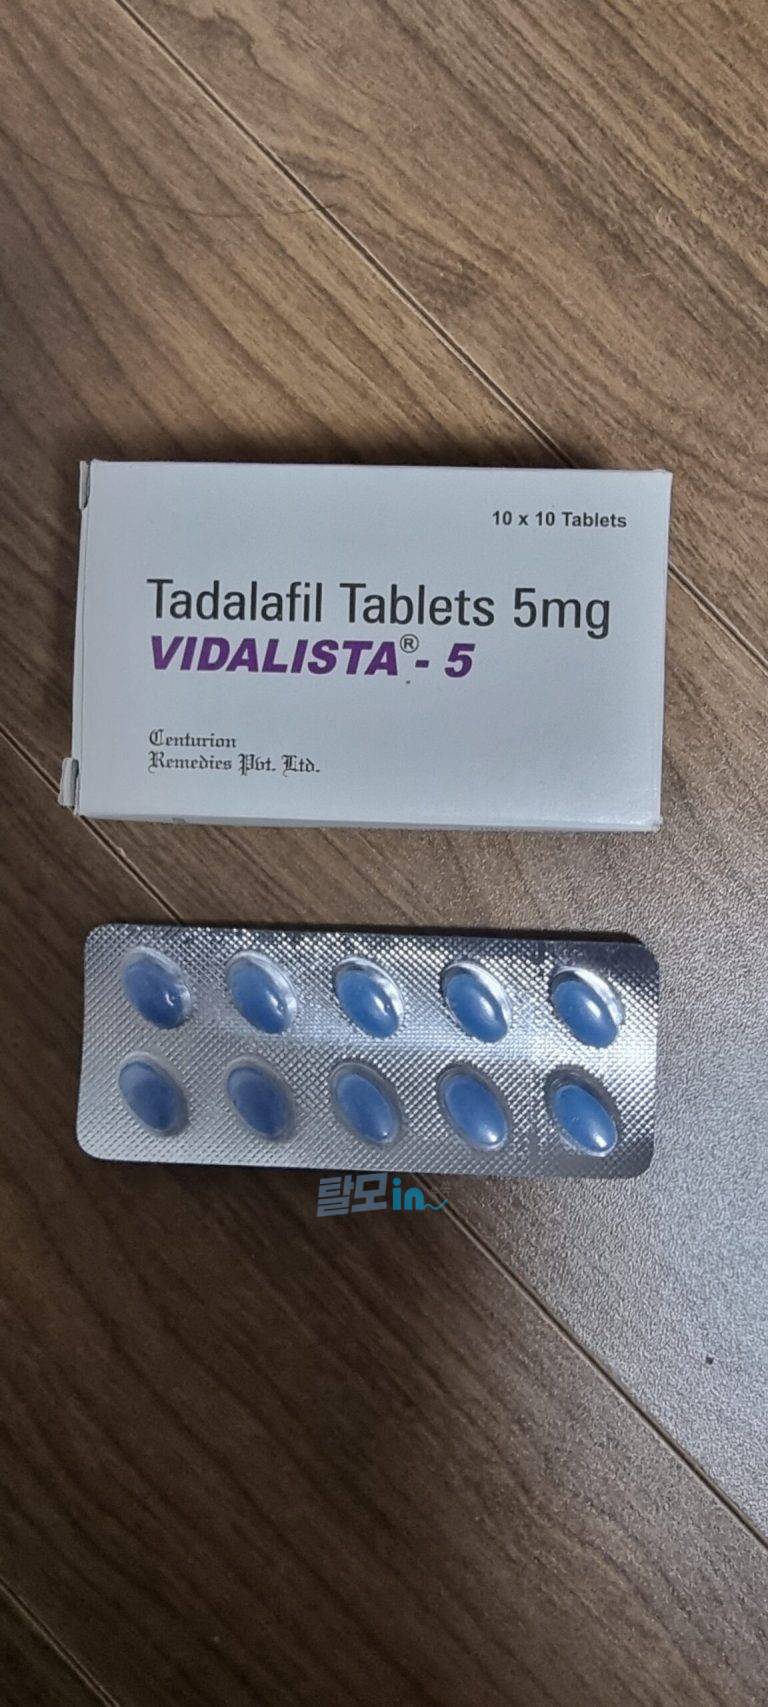 10 x 10 Tablets
Tadalafil Tablets 5mg
VIDALISTA®- 5
Centurion
Remedies Pvt. Ltd.
탈모in